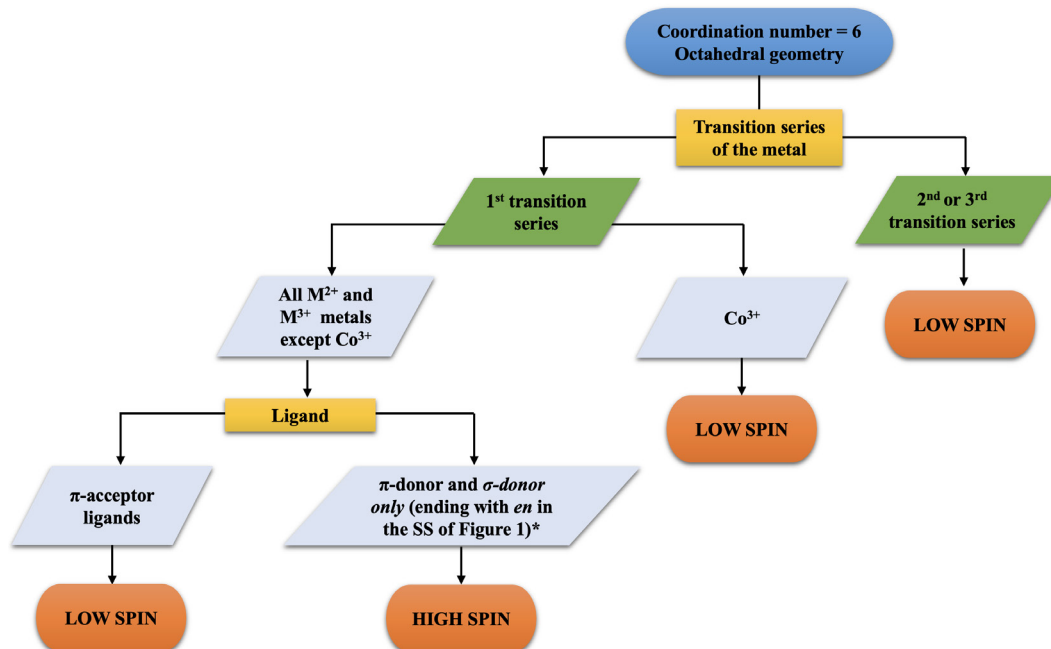 Coordination number = 6
Octahedral geometry
Transition series
of the metal
1st transition
series
2nd or 3rd
transition series
All M2+ and
M3+ metals
except Co3+
Co3+
LOW SPIN
Ligand
LOW SPIN
π-acceptor
ligands
π-donor and σ-donor
only (ending with en in
the SS of Figure 1)*
LOW SPIN
HIGH SPIN